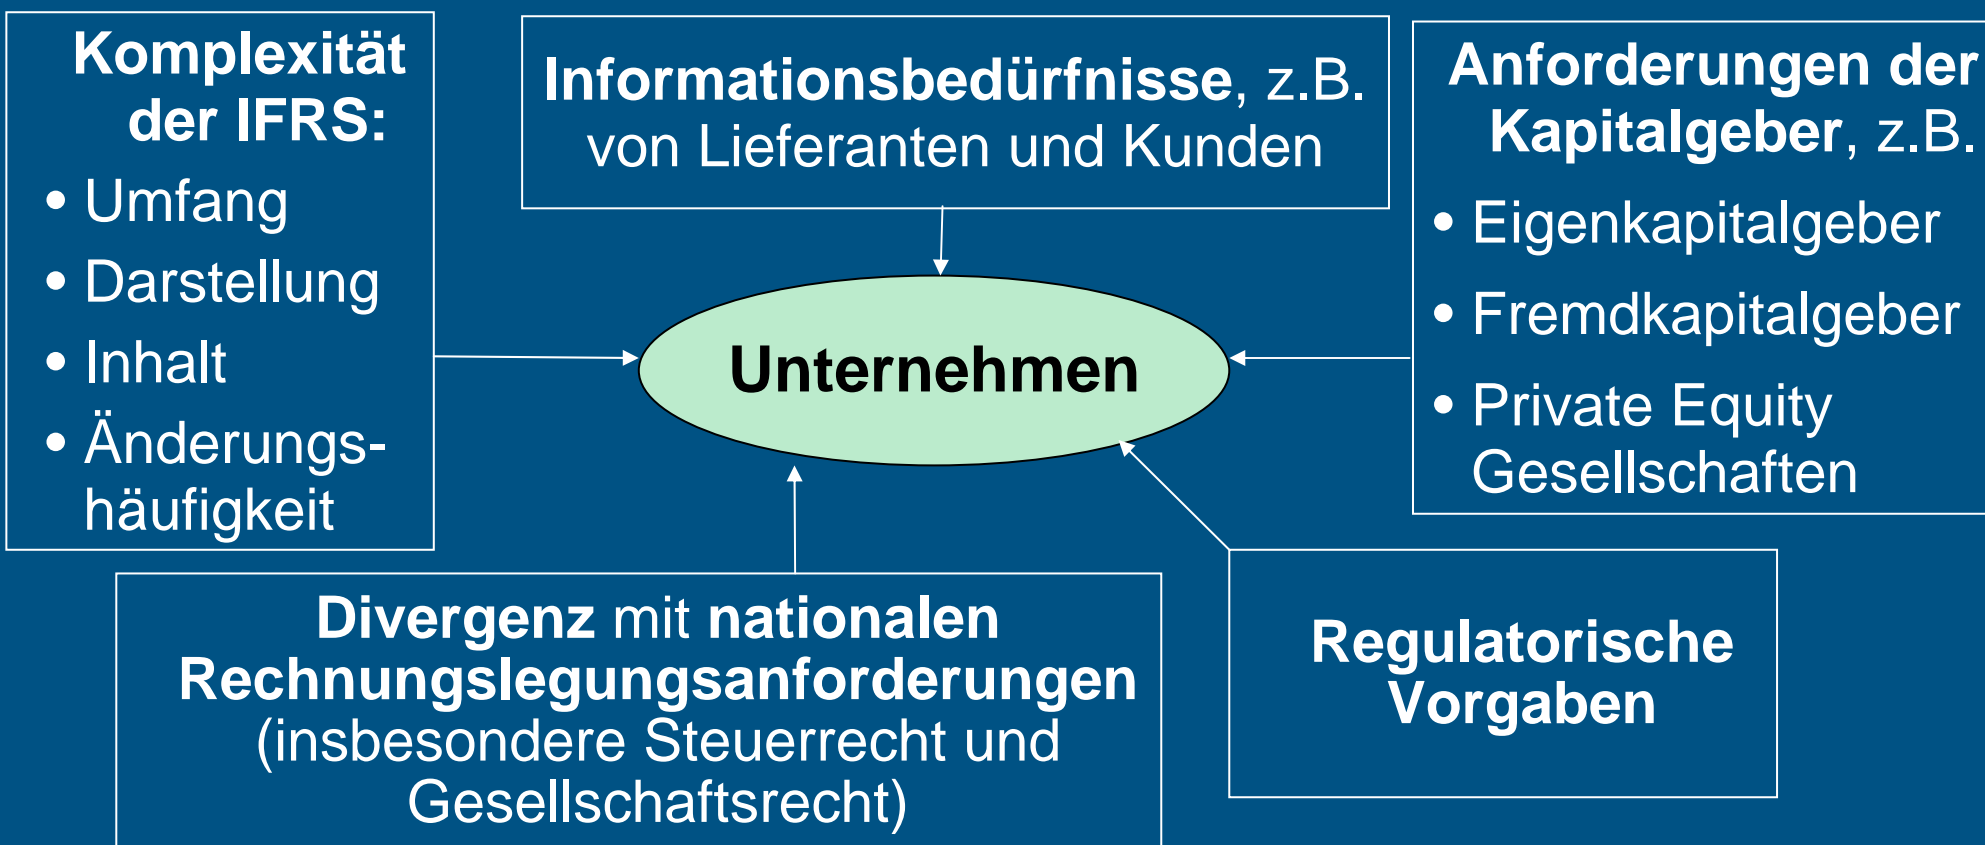 Komplexität
der IFRS:
• Umfang
• Darstellung
• Inhalt
• Änderungs-
häufigkeit
Informationsbedürfnisse, z.B.
von Lieferanten und Kunden
Anforderungen der
Kapitalgeber, z.B.
• Eigenkapitalgeber
• Fremdkapitalgeber
• Private Equity
Gesellschaften
Unternehmen
Divergenz mit nationalen
Rechnungslegungsanforderungen
(insbesondere Steuerrecht und
Gesellschaftsrecht)
Regulatorische
Vorgaben